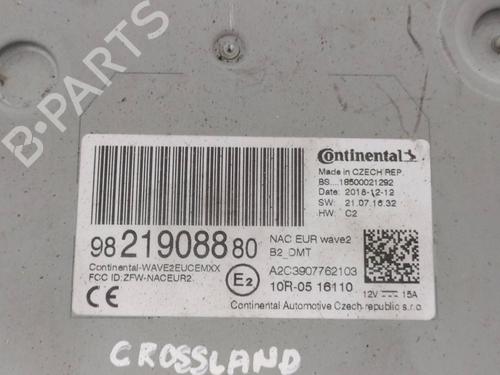 B-PARTS
Continental
Made in CZECH REP.
BS....18500021292
Date: 2018-12-12
SW: 21.07.16.32
HW: C2
98 219088 80
NAC EUR wave2
B2_DMT
Continental-WAVE2EUCEMXX
FCC ID:ZFW-NACEUR2
A2C3907762103
CE
E2
10R-05 16110
12V 15A
Continental Automotive Czech republic s.r.o.
CROSSLAND